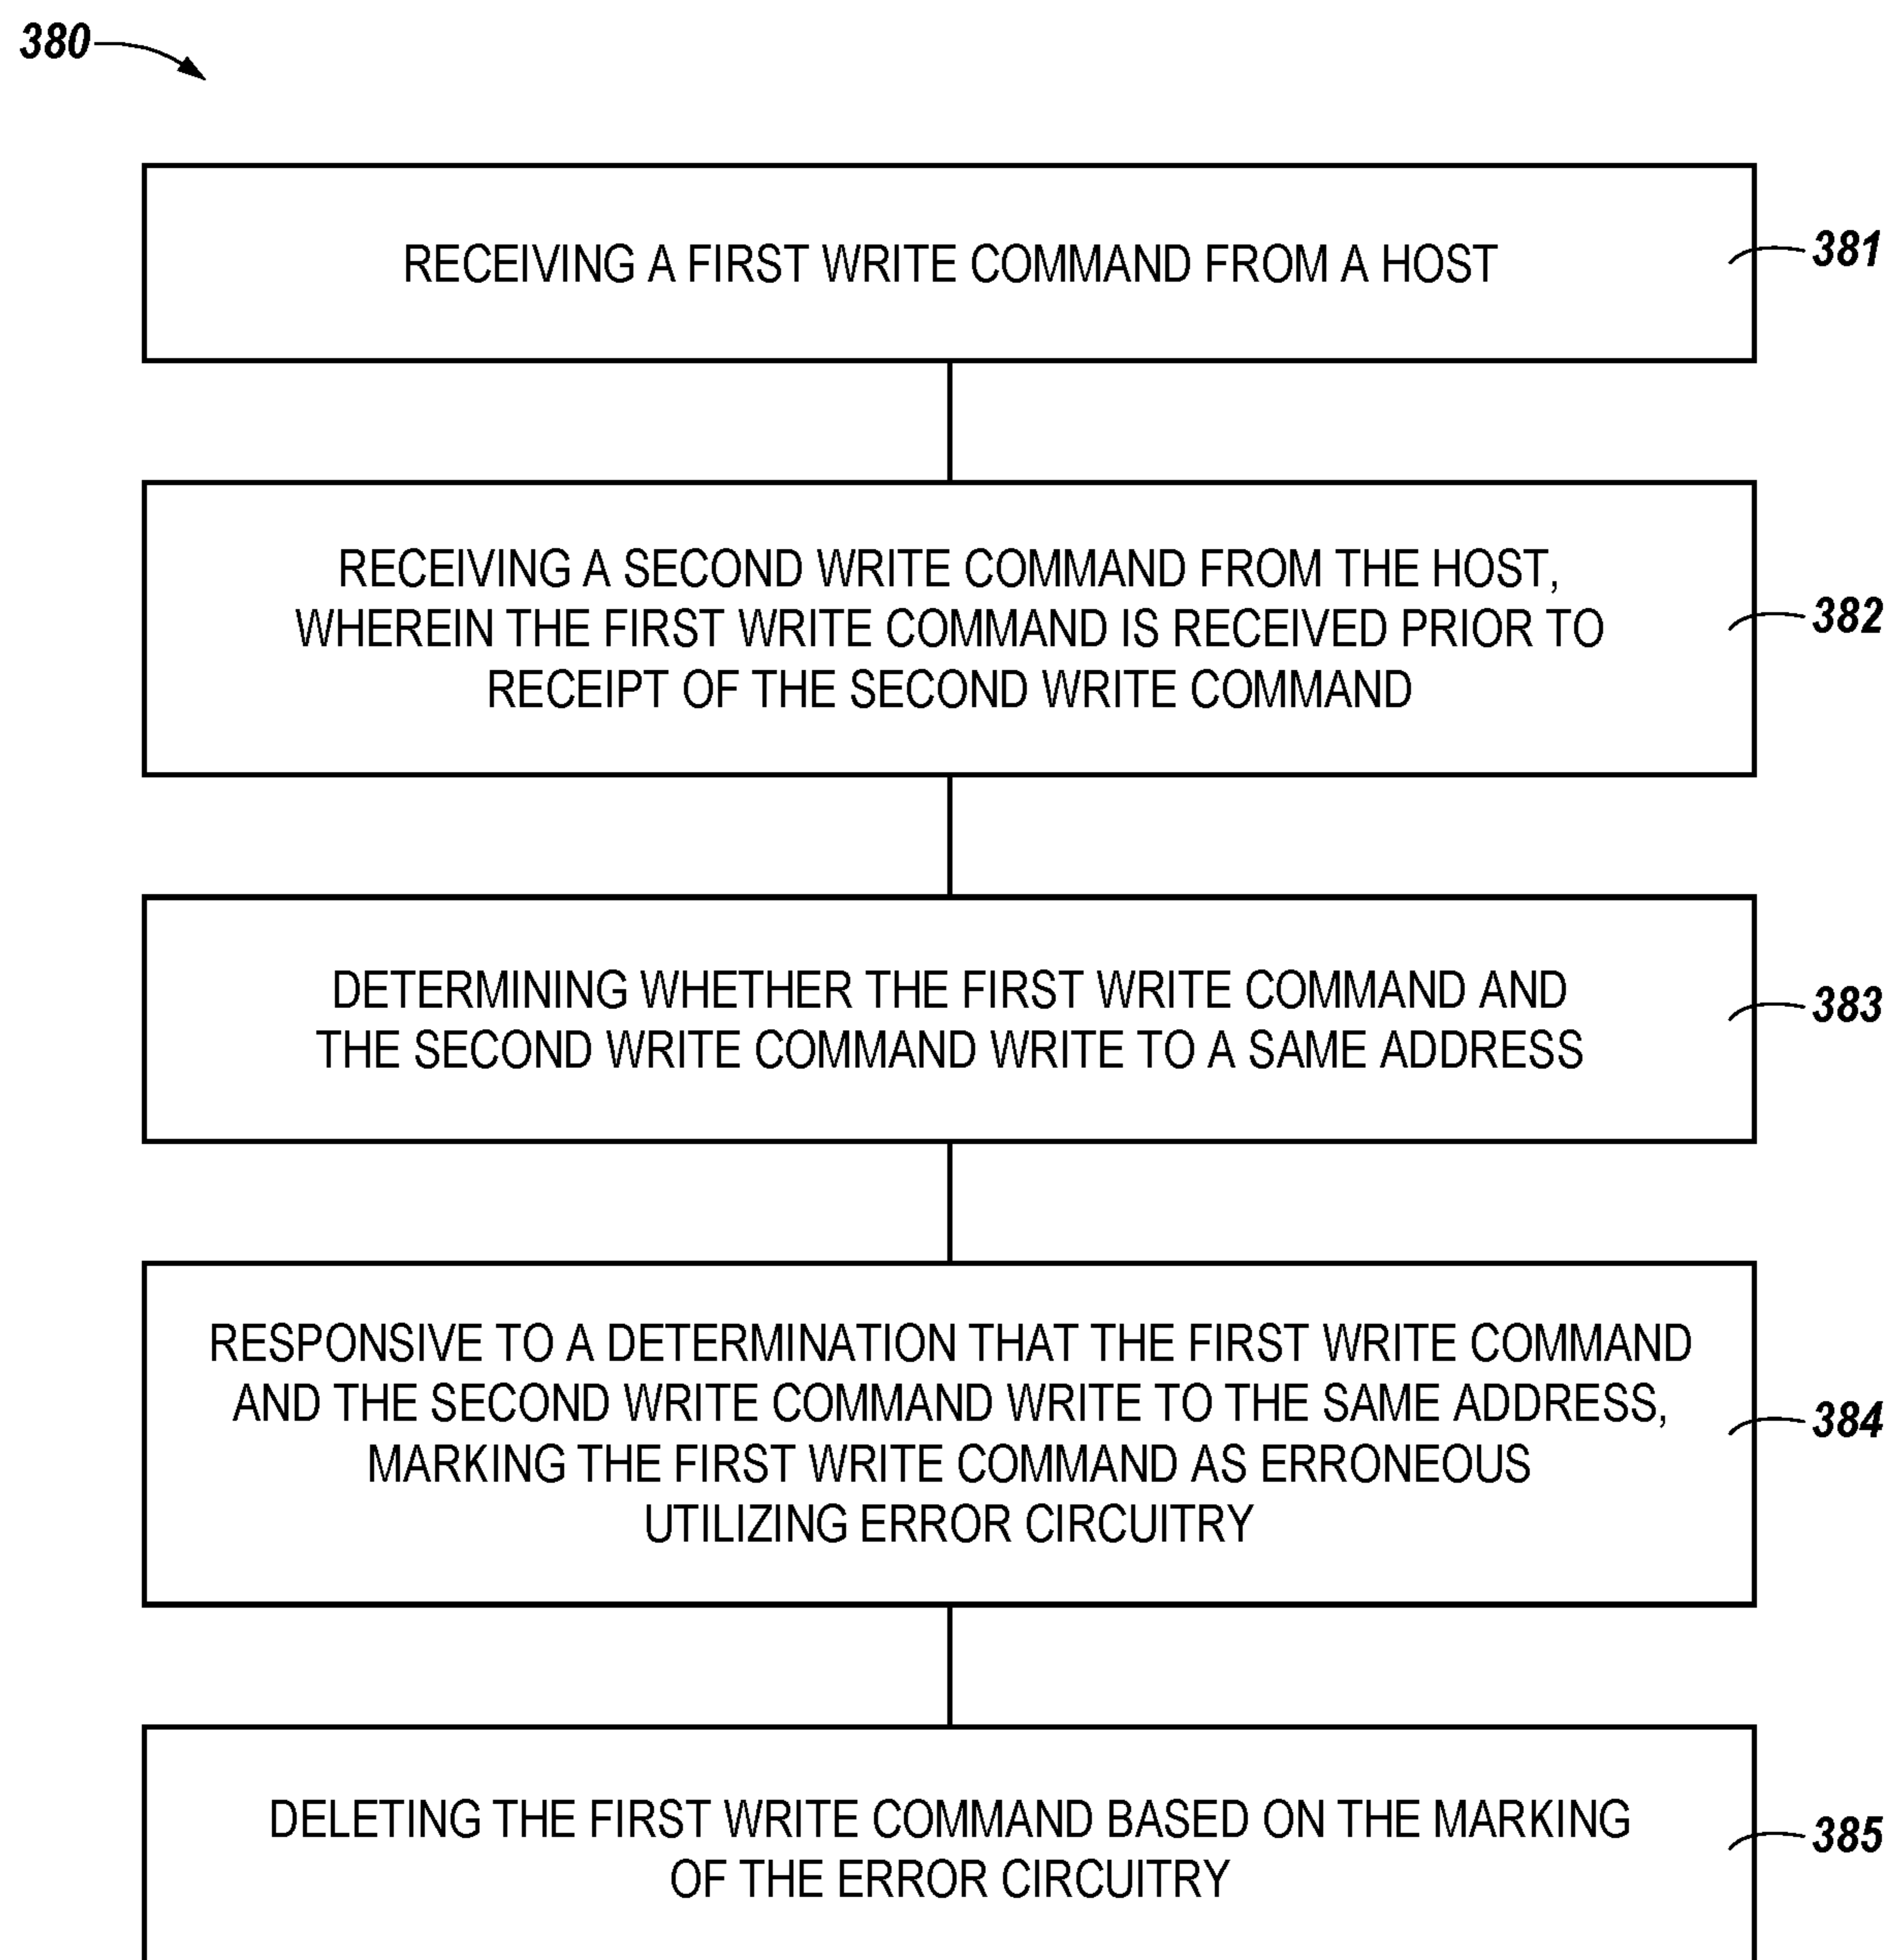 380
RECEIVING A FIRST WRITE COMMAND FROM A HOST
381
RECEIVING A SECOND WRITE COMMAND FROM THE HOST,
WHEREIN THE FIRST WRITE COMMAND IS RECEIVED PRIOR TO
RECEIPT OF THE SECOND WRITE COMMAND
382
DETERMINING WHETHER THE FIRST WRITE COMMAND AND
THE SECOND WRITE COMMAND WRITE TO A SAME ADDRESS
383
RESPONSIVE TO A DETERMINATION THAT THE FIRST WRITE COMMAND
AND THE SECOND WRITE COMMAND WRITE TO THE SAME ADDRESS,
MARKING THE FIRST WRITE COMMAND AS ERRONEOUS
UTILIZING ERROR CIRCUITRY
384
DELETING THE FIRST WRITE COMMAND BASED ON THE MARKING
OF THE ERROR CIRCUITRY
385